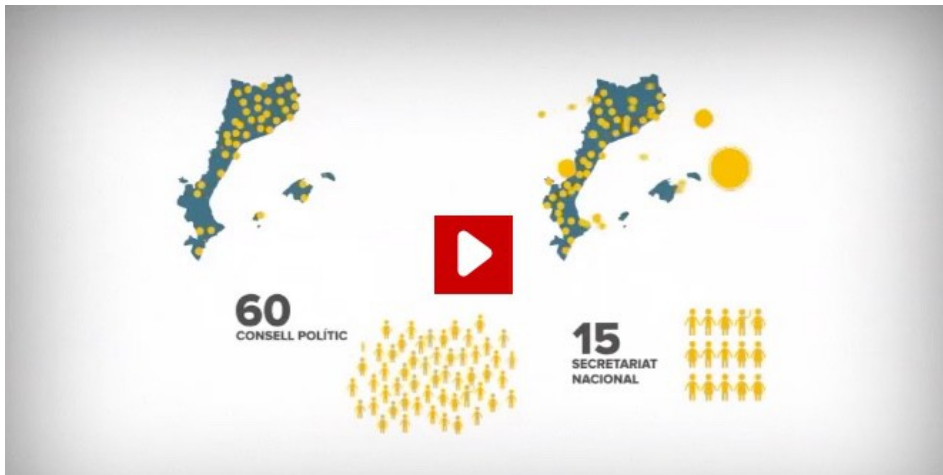 60
CONSELL POLÍTIC
15
SECRETARIAT
NACIONAL